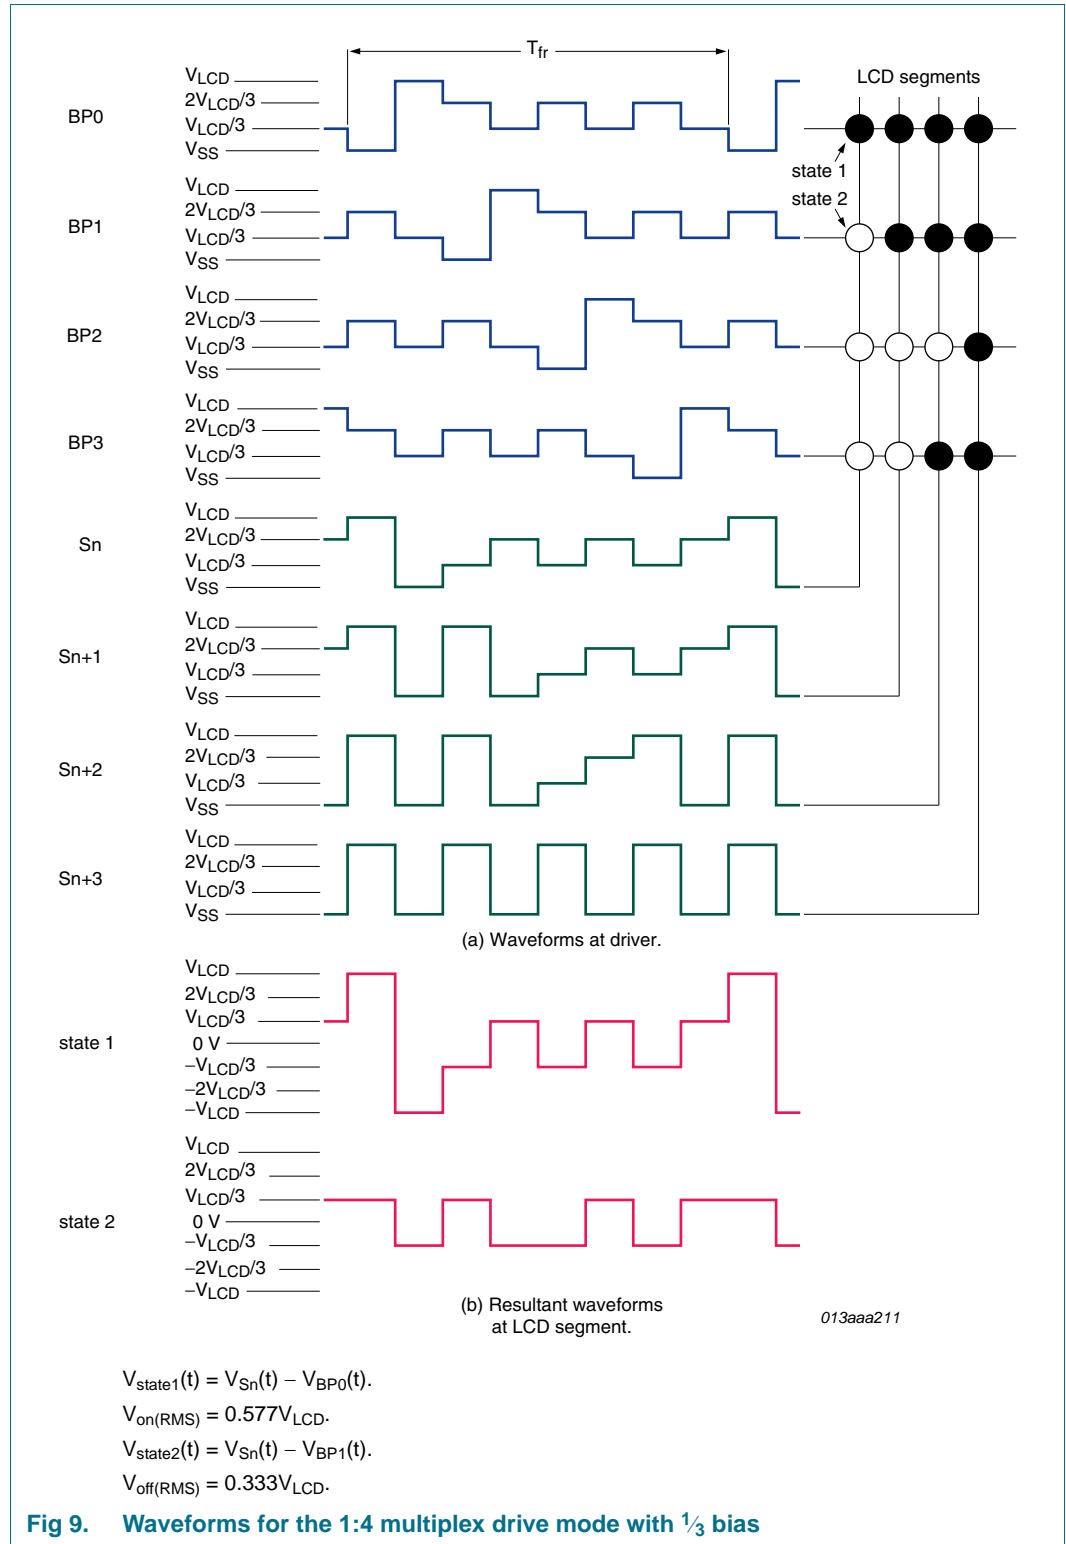 Tfr
BP0
VLCD
2VLCD/3
VLCD/3
VSS
LCD segments
state 1
state 2
BP1
VLCD
2VLCD/3
VLCD/3
VSS
BP2
VLCD
2VLCD/3
VLCD/3
VSS
BP3
VLCD
2VLCD/3
VLCD/3
VSS
Sn
VLCD
2VLCD/3
VLCD/3
VSS
Sn+1
VLCD
2VLCD/3
VLCD/3
VSS
Sn+2
VLCD
2VLCD/3
VLCD/3
VSS
Sn+3
VLCD
2VLCD/3
VLCD/3
VSS
(a) Waveforms at driver.
state 1
VLCD
2VLCD/3
VLCD/3
0 V
−VLCD/3
−2VLCD/3
−VLCD
state 2
VLCD
2VLCD/3
VLCD/3
0 V
−VLCD/3
−2VLCD/3
−VLCD
(b) Resultant waveforms
at LCD segment.
013aaa211
Vstate1(t) = VSn(t) − VBP0(t).
Von(RMS) = 0.577VLCD.
Vstate2(t) = VSn(t) − VBP1(t).
Voff(RMS) = 0.333VLCD.
Fig 9. Waveforms for the 1:4 multiplex drive mode with 1⁄3 bias